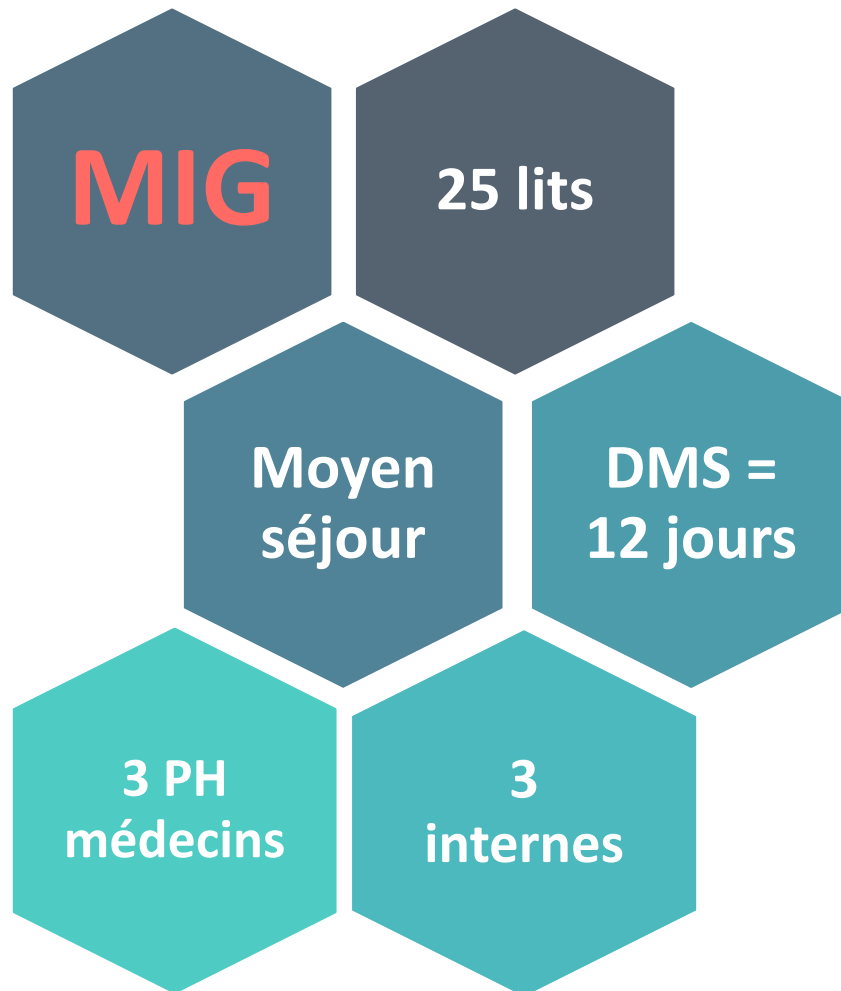 MIG
25 lits
Moyen
séjour
DMS =
12 jours
3 PH
médecins
3
internes